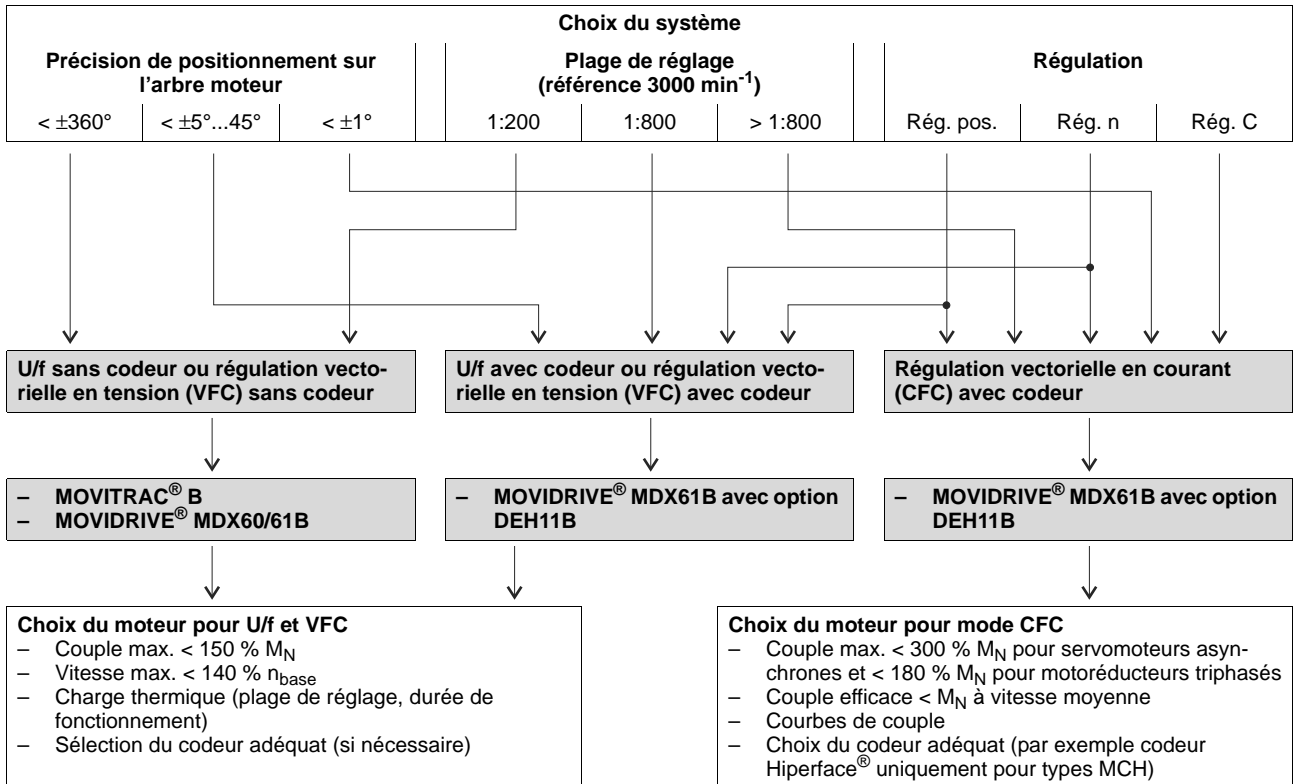 Choix du système
Précision de positionnement sur
l'arbre moteur
Plage de réglage
(référence 3000 min⁻¹)
Régulation
< ±360°
< ±5°...45°
< ±1°
1:200
1:800
> 1:800
Rég. pos.
Rég. n
Rég. C
U/f sans codeur ou régulation vecto-
rielle en tension (VFC) sans codeur
U/f avec codeur ou régulation vecto-
rielle en tension (VFC) avec codeur
Régulation vectorielle en courant
(CFC) avec codeur
– MOVITRAC® B
– MOVIDRIVE® MDX60/61B
– MOVIDRIVE® MDX61B avec option
DEH11B
– MOVIDRIVE® MDX61B avec option
DEH11B
Choix du moteur pour U/f et VFC
– Couple max. < 150 % M_N
– Vitesse max. < 140 % n_base
– Charge thermique (plage de réglage, durée de
fonctionnement)
– Sélection du codeur adéquat (si nécessaire)
Choix du moteur pour mode CFC
– Couple max. < 300 % M_N pour servomoteurs asyn-
chrones et < 180 % M_N pour motoréducteurs triphasés
– Couple efficace < M_N à vitesse moyenne
– Courbes de couple
– Choix du codeur adéquat (par exemple codeur
Hiperface® uniquement pour types MCH)